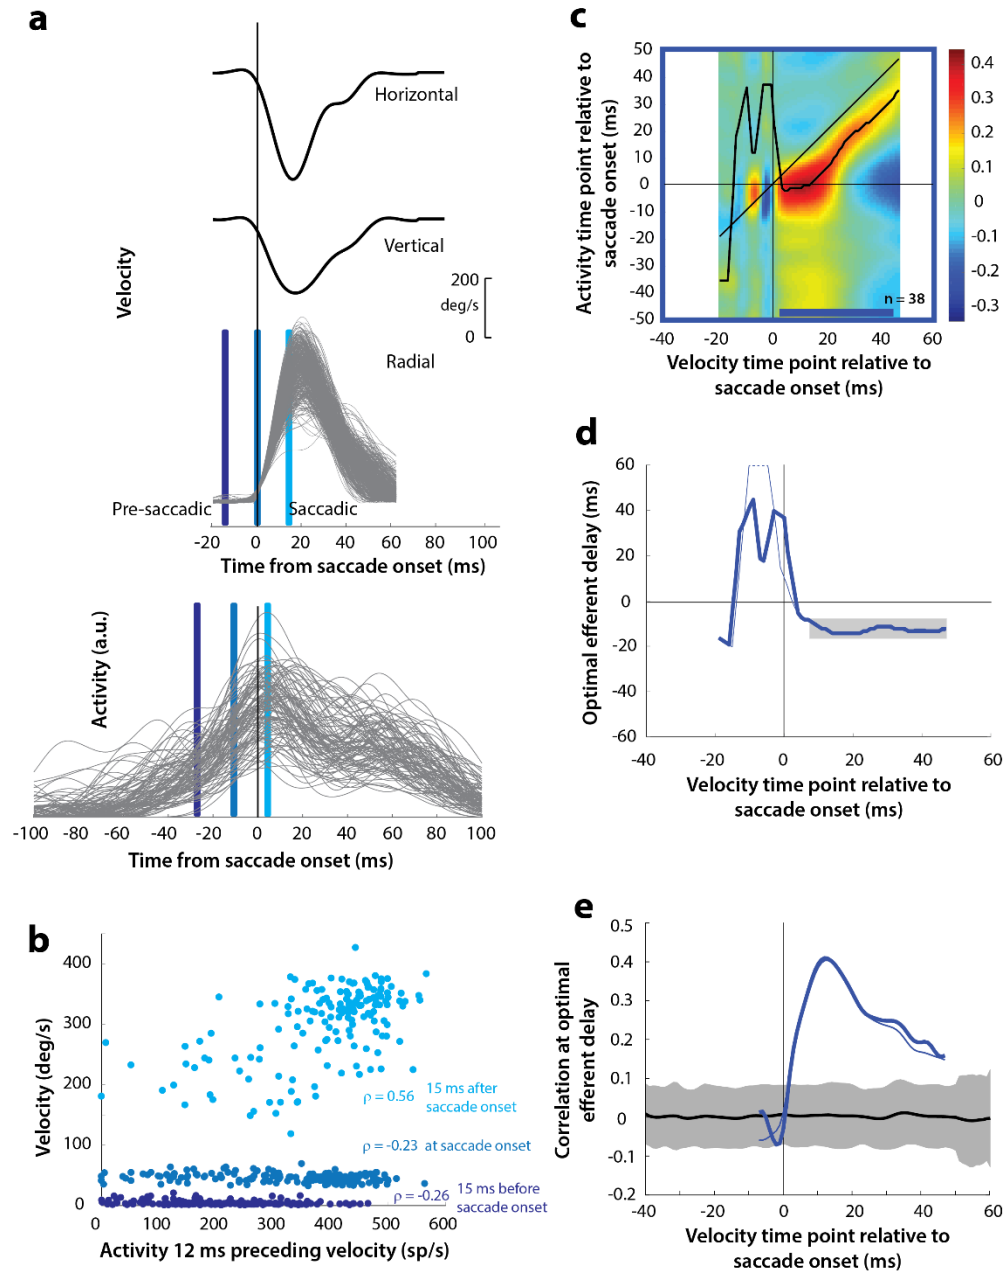 a
Horizontal
Vertical
200
deg/s
0
Velocity
Radial
Pre-saccadic
Saccadic
-20 0 20 40 60 80 100
Time from saccade onset (ms)
Activity (a.u.)
-100 -80 -60 -40 -20 0 20 40 60 80 100
Time from saccade onset (ms)
b
Velocity (deg/s)
400
300
200
100
0
ρ = 0.56 15 ms after
saccade onset
ρ = -0.23 at saccade onset
ρ = -0.26 15 ms before
saccade onset
0 100 200 300 400 500 600
Activity 12 ms preceding velocity (sp/s)
c
Activity time point relative to
saccade onset (ms)
50
40
30
20
10
0
-10
-20
-30
-40
-50
n = 38
0.4
0.3
0.2
0.1
0
-0.1
-0.2
-0.3
-40 -20 0 20 40 60
Velocity time point relative to
saccade onset (ms)
d
Optimal efferent delay (ms)
60
40
20
0
-20
-40
-60
-40 -20 0 20 40 60
Velocity time point relative to
saccade onset (ms)
e
Correlation at optimal
efferent delay
0.5
0.4
0.3
0.2
0.1
0
-0.1
-0.2
-40 -20 0 20 40 60
Velocity time point relative to
saccade onset (ms)